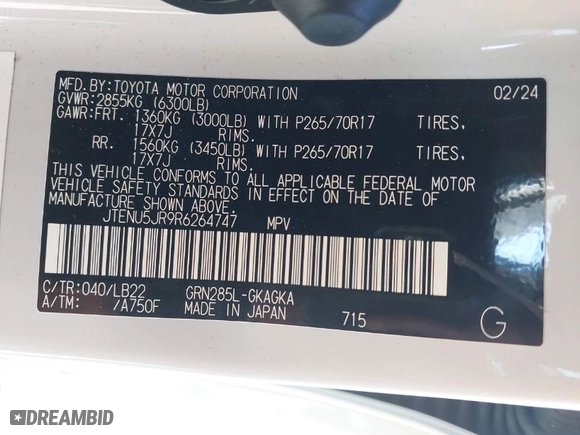 MFD.BY:TOYOTA MOTOR CORPORATION 02/24
GVWR:2855KG (6300LB)
GAWR:FRT. 1360KG (3000LB) WITH P265/70R17 TIRES,
17X7J RIMS.
RR. 1560KG (3450LB) WITH P265/70R17 TIRES,
17X7J RIMS.
THIS VEHICLE CONFORMS TO ALL APPLICABLE FEDERAL MOTOR
VEHICLE SAFETY STANDARDS IN EFFECT ON THE DATE OF
MANUFACTURE SHOWN ABOVE.
JTENU5JR9R6264747 MPV
C/TR:040/LB22 GRN285L-GKAGKA
A/TM: /A750F MADE IN JAPAN 715 G
DREAMBID